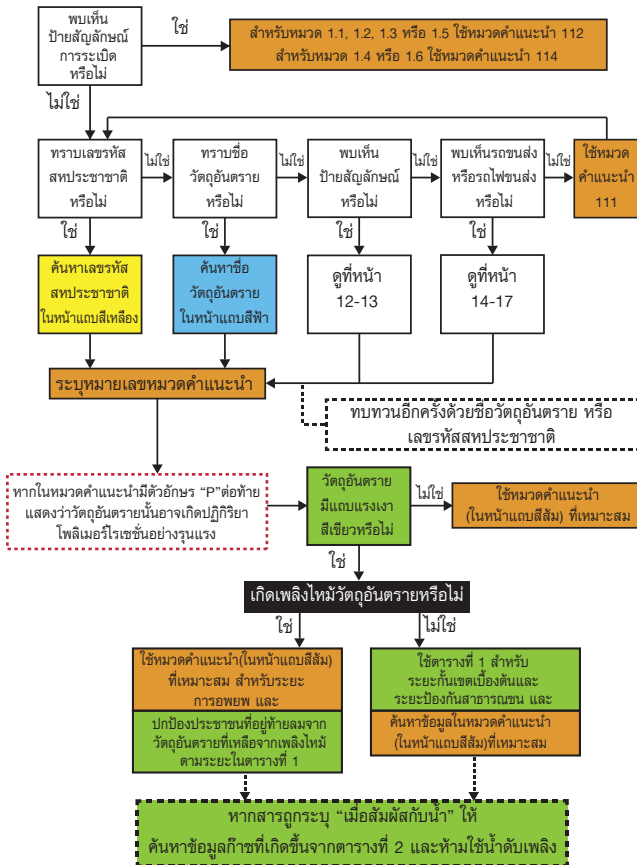 พบเห็น
ป้ายสัญลักษณ์
การระเบิด
หรือไม่
ใช่
สำหรับหมวด 1.1, 1.2, 1.3 หรือ 1.5 ใช้หมวดคำแนะนำ 112
สำหรับหมวด 1.4 หรือ 1.6 ใช้หมวดคำแนะนำ 114
ไม่ใช่
ทราบเลขรหัส
สหประชาชาติ
หรือไม่
ไม่ใช่
ทราบชื่อ
วัตถุอันตราย
หรือไม่
ไม่ใช่
พบเห็น
ป้ายสัญลักษณ์
หรือไม่
ไม่ใช่
พบเห็นรถขนส่ง
หรือรถไฟขนส่ง
หรือไม่
ไม่ใช่
ใช้หมวด
คำแนะนำ
111
ใช่
ใช่
ใช่
ใช่
ค้นหาเลขรหัส
สหประชาชาติ
ในหน้าแถบสีเหลือง
ค้นหาชื่อ
วัตถุอันตราย
ในหน้าแถบสีฟ้า
ดูที่หน้า
12-13
ดูที่หน้า
14-17
ระบุหมายเลขหมวดคำแนะนำ
ทบทวนอีกครั้งด้วยชื่อวัตถุอันตราย หรือ
เลขรหัสสหประชาชาติ
หากในหมวดคำแนะนำมีตัวอักษร “P”ต่อท้าย
แสดงว่าวัตถุอันตรายนั้นอาจเกิดปฏิกิริยา
โพลิเมอร์ไรเซชั่นอย่างรุนแรง
วัตถุอันตราย
มีแถบแรงเงา
สีเขียวหรือไม่
ไม่ใช่
ใช้หมวดคำแนะนำ
(ในหน้าแถบสีส้ม) ที่เหมาะสม
ใช่
เกิดเพลิงไหม้วัตถุอันตรายหรือไม่
ใช่
ไม่ใช่
ใช้หมวดคำแนะนำ(ในหน้าแถบสีส้ม)
ที่เหมาะสม สำหรับระยะ
การอพยพ และ
ปกป้องประชาชนที่อยู่ท้ายลมจาก
วัตถุอันตรายที่เหลือจากเพลิงไหม้
ตามระยะในตารางที่ 1
ใช้ตารางที่ 1 สำหรับ
ระยะกั้นเขตเบื้องต้นและ
ระยะป้องกันสาธารณชน และ
ค้นหาข้อมูลในหมวดคำแนะนำ
(ในหน้าแถบสีส้ม)ที่เหมาะสม
หากสารถูกระบุ “เมื่อสัมผัสกับน้ำ” ให้
ค้นหาข้อมูลก๊าซที่เกิดขึ้นจากตารางที่ 2 และห้ามใช้น้ำดับเพลิง